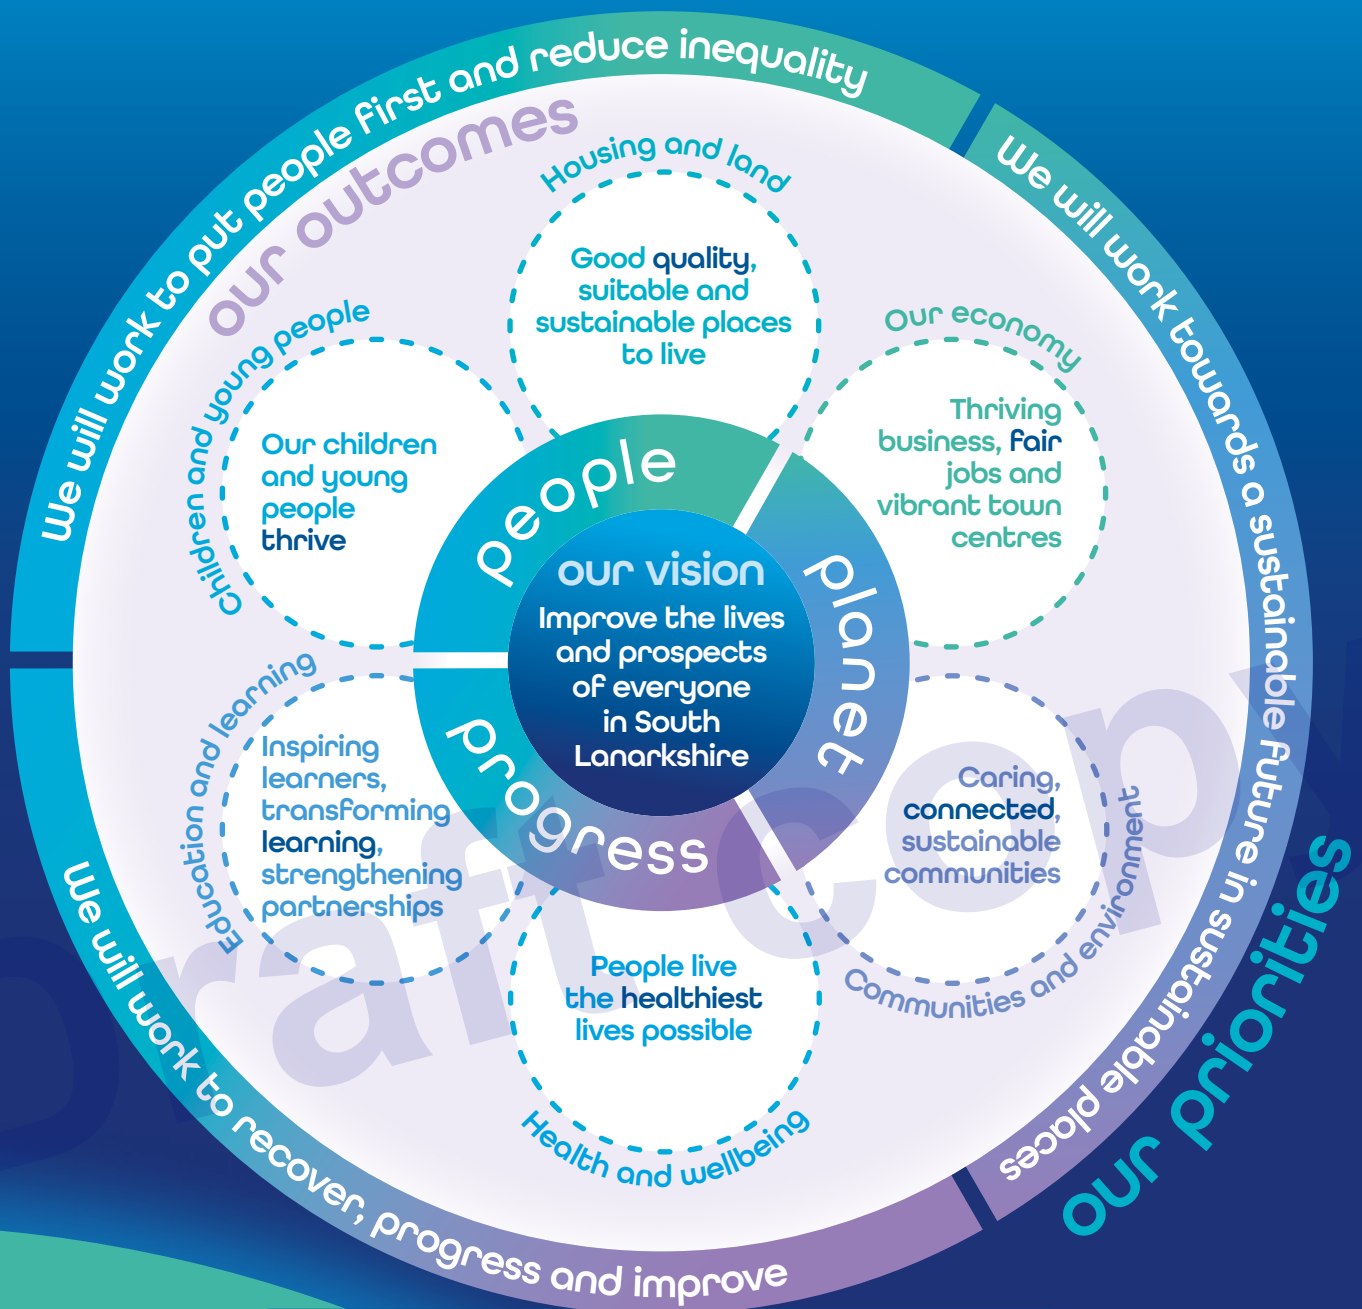 We will work to put people first and reduce inequality
We will work towards a sustainable future in sustainable places
We will work to recover, progress and improve
our outcomes
our priorities
Housing and land
Good quality,
suitable and
sustainable places
to live
Our economy
Thriving
business, fair
jobs and
vibrant town
centres
Communities and environment
Caring,
connected,
sustainable
communities
Health and wellbeing
People live
the healthiest
lives possible
Education and learning
Inspiring
learners,
transforming
learning,
strengthening
partnerships
Children and young people
Our children
and young
people
thrive
people
planet
progress
our vision
Improve the lives
and prospects
of everyone
in South
Lanarkshire
Draft copy